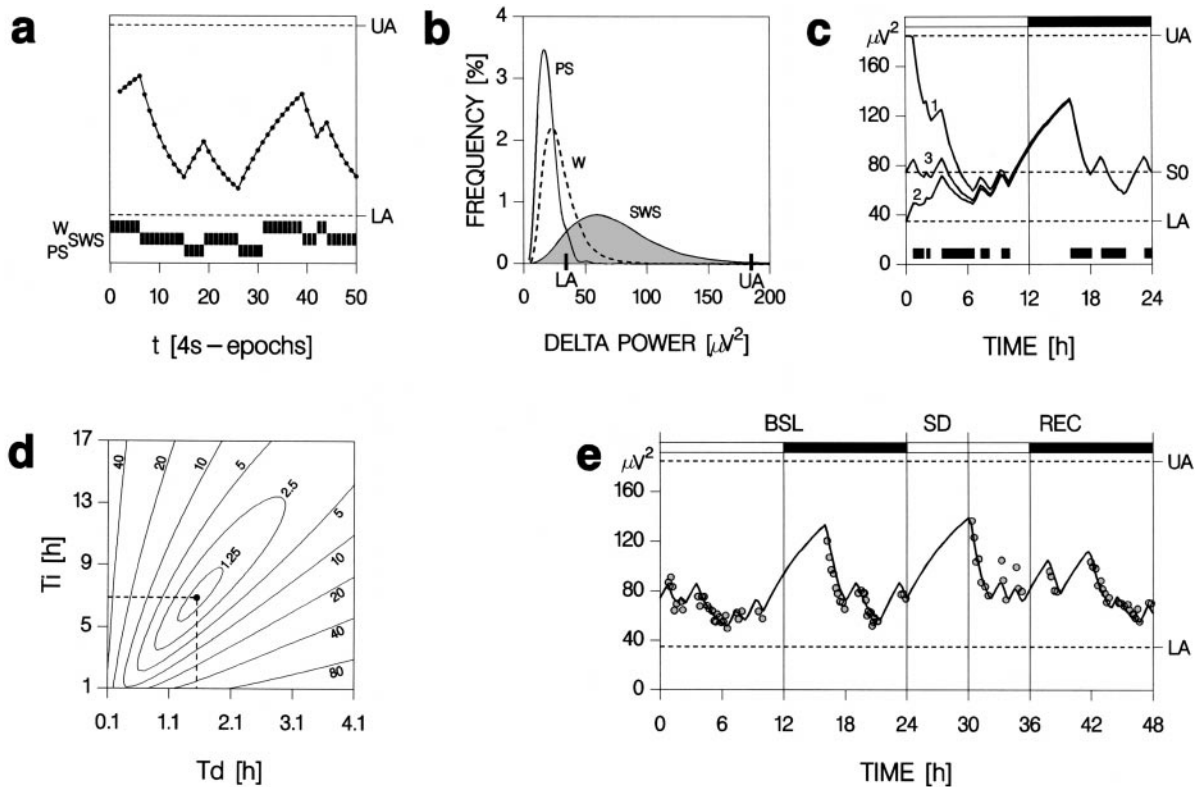 a
UA
LA
W
SWS
PS
0 10 20 30 40 50
t [4s–epochs]
b
FREQUENCY [%]
4
3
2
1
0
PS
W
SWS
LA
UA
0 50 100 150 200
DELTA POWER [μV²]
c
μV²
160
120
80
40
0
1
3
2
UA
S0
LA
0 6 12 18 24
TIME [h]
d
Ti [h]
17
13
9
5
1
40 20 10 5 2.5
1.25
5
10
20
40
80
0.1 1.1 2.1 3.1 4.1
Td [h]
e
BSL SD REC
μV²
160
120
80
40
0
UA
LA
0 6 12 18 24 30 36 42 48
TIME [h]